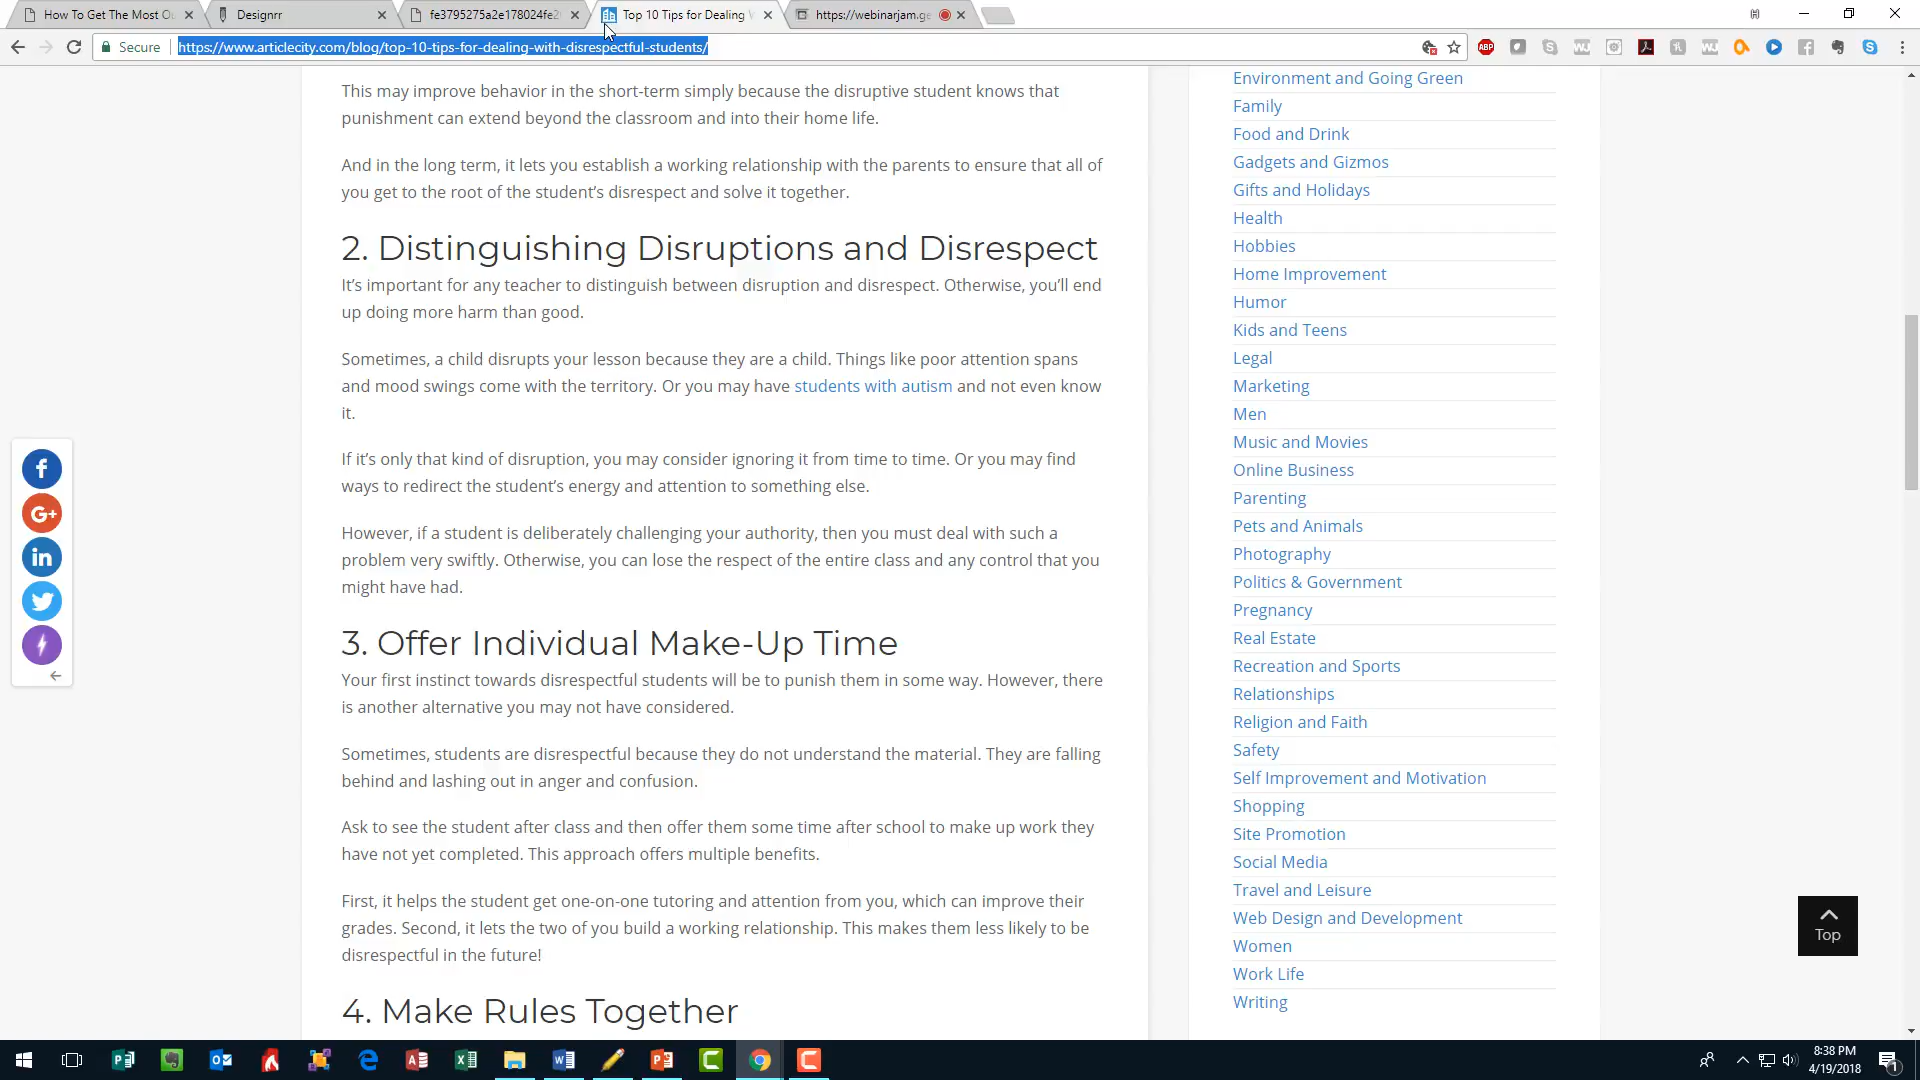 How To Get The Most Ou
Designrr
fe3795275a2e178024fe2
Top 10 Tips for Dealing W
https://webinarjam.ge
Secure
https://www.articlecity.com/blog/top-10-tips-for-dealing-with-disrespectful-students/
ABP
This may improve behavior in the short-term simply because the disruptive student knows that
punishment can extend beyond the classroom and into their home life.
And in the long term, it lets you establish a working relationship with the parents to ensure that all of
you get to the root of the student’s disrespect and solve it together.
2. Distinguishing Disruptions and Disrespect
It’s important for any teacher to distinguish between disruption and disrespect. Otherwise, you’ll end
up doing more harm than good.
Sometimes, a child disrupts your lesson because they are a child. Things like poor attention spans
and mood swings come with the territory. Or you may have students with autism and not even know
it.
If it’s only that kind of disruption, you may consider ignoring it from time to time. Or you may find
ways to redirect the student’s energy and attention to something else.
However, if a student is deliberately challenging your authority, then you must deal with such a
problem very swiftly. Otherwise, you can lose the respect of the entire class and any control that you
might have had.
3. Offer Individual Make-Up Time
Your first instinct towards disrespectful students will be to punish them in some way. However, there
is another alternative you may not have considered.
Sometimes, students are disrespectful because they do not understand the material. They are falling
behind and lashing out in anger and confusion.
Ask to see the student after class and then offer them some time after school to make up work they
have not yet completed. This approach offers multiple benefits.
First, it helps the student get one-on-one tutoring and attention from you, which can improve their
grades. Second, it lets the two of you build a working relationship. This makes them less likely to be
disrespectful in the future!
4. Make Rules Together
Environment and Going Green
Family
Food and Drink
Gadgets and Gizmos
Gifts and Holidays
Health
Hobbies
Home Improvement
Humor
Kids and Teens
Legal
Marketing
Men
Music and Movies
Online Business
Parenting
Pets and Animals
Photography
Politics & Government
Pregnancy
Real Estate
Recreation and Sports
Relationships
Religion and Faith
Safety
Self Improvement and Motivation
Shopping
Site Promotion
Social Media
Travel and Leisure
Web Design and Development
Women
Work Life
Writing
Top
8:38 PM
4/19/2018